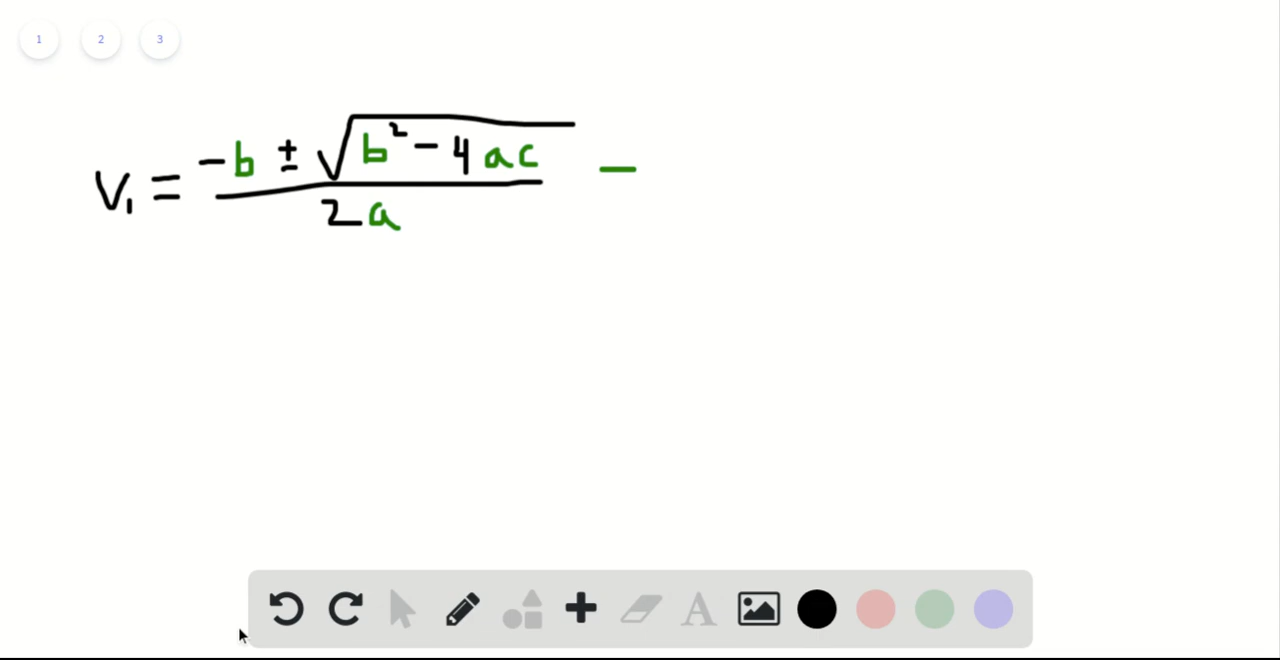 1 2 3
V₁ = (-b ± √(b² - 4ac)) / 2a −
A